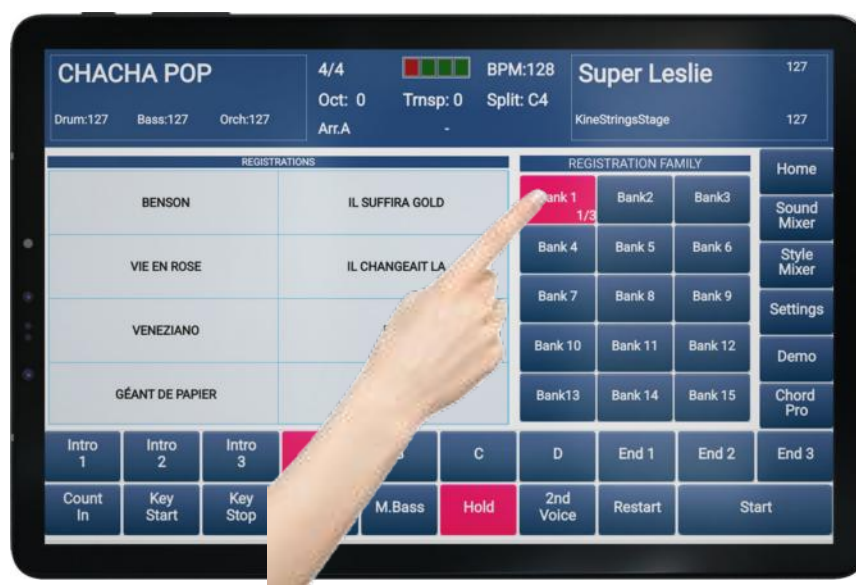 CHACHA POP
Drum:127 Bass:127 Orch:127
4/4 BPM:128
Oct: 0 Trnsp: 0 Split: C4
Arr.A -
Super Leslie 127
KineStringsStage 127
REGISTRATIONS
BENSON IL SUFFIRA GOLD
VIE EN ROSE IL CHANGEAIT LA
VENEZIANO
GÉANT DE PAPIER
REGISTRATION FAMILY
Bank 1 Bank2 Bank3
1/3
Bank 4 Bank 5 Bank 6
Bank 7 Bank 8 Bank 9
Bank 10 Bank 11 Bank 12
Bank13 Bank 14 Bank 15
Home
Sound
Mixer
Style
Mixer
Settings
Demo
Chord
Pro
Intro
1
Intro
2
Intro
3
C
D
End 1
End 2
End 3
Count
In
Key
Start
Key
Stop
M.Bass
Hold
2nd
Voice
Restart
Start